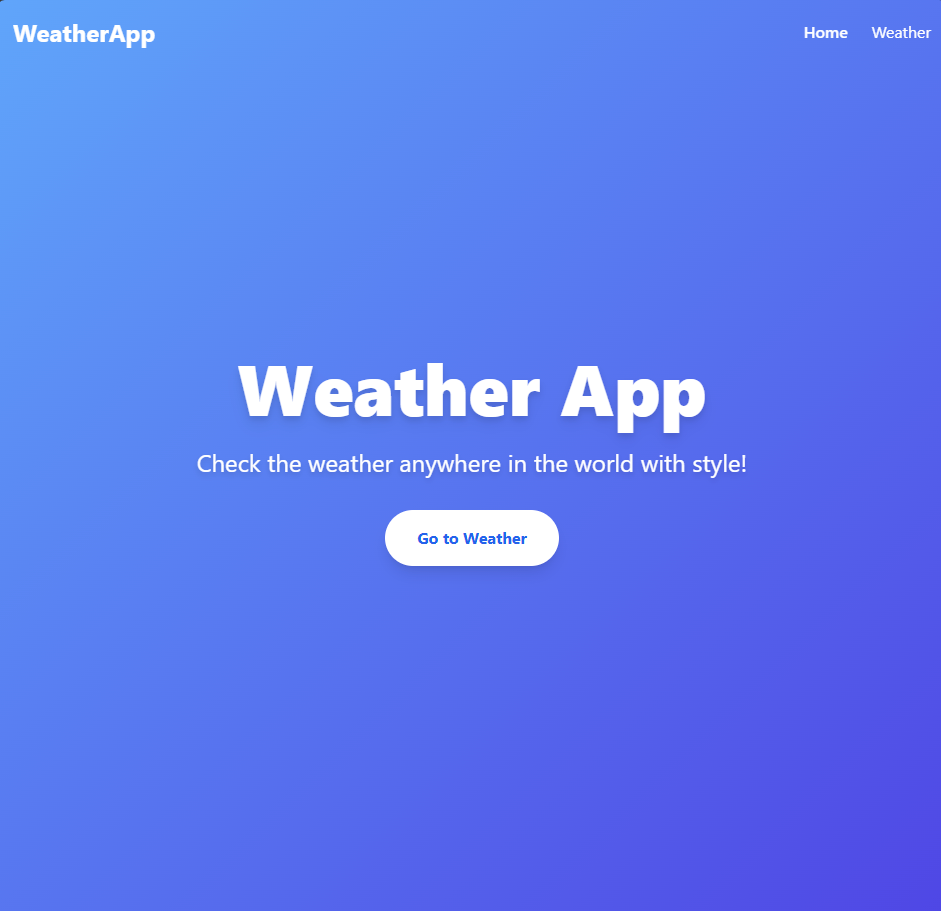 WeatherApp
Home Weather
Weather App
Check the weather anywhere in the world with style!
Go to Weather